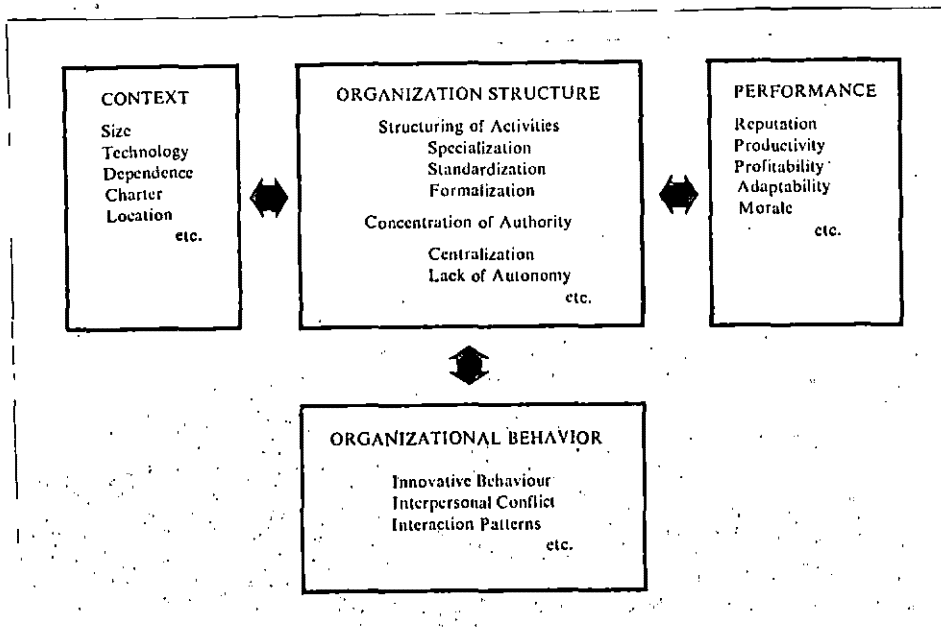 CONTEXT
Size
Technology
Dependence
Charter
Location
etc.
ORGANIZATION STRUCTURE
Structuring of Activities
Specialization
Standardization
Formalization
Concentration of Authority
Centralization
Lack of Autonomy
etc.
PERFORMANCE
Reputation
Productivity
Profitability
Adaptability
Morale
etc.
ORGANIZATIONAL BEHAVIOR
Innovative Behaviour
Interpersonal Conflict
Interaction Patterns
etc.